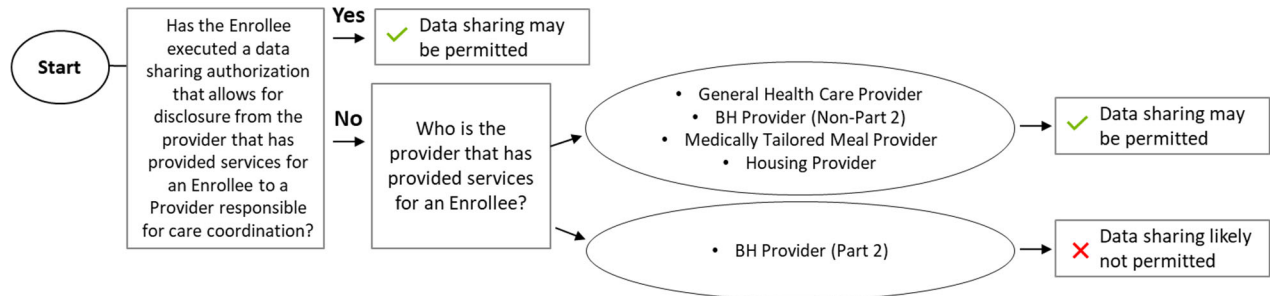 Start
Has the Enrollee
executed a data
sharing authorization
that allows for
disclosure from the
provider that has
provided services for
an Enrollee to a
Provider responsible
for care coordination?
Yes
Data sharing may
be permitted
No
Who is the
provider that has
provided services
for an Enrollee?
• General Health Care Provider
• BH Provider (Non-Part 2)
• Medically Tailored Meal Provider
• Housing Provider
Data sharing may
be permitted
• BH Provider (Part 2)
Data sharing likely
not permitted